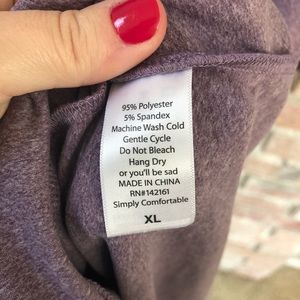 95% Polyester
5% Spandex
Machine Wash Cold
Gentle Cycle
Do Not Bleach
Hang Dry
or you'll be sad
MADE IN CHINA
RN#142161
Simply Comfortable
XL